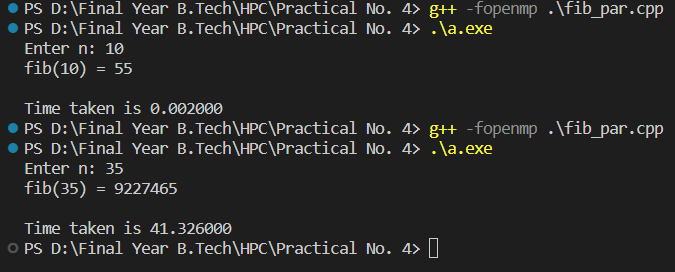 PS D:\Final Year B.Tech\HPC\Practical No. 4> g++ -fopenmp .\fib_par.cpp
PS D:\Final Year B.Tech\HPC\Practical No. 4> .\a.exe
Enter n: 10
fib(10) = 55
Time taken is 0.002000
PS D:\Final Year B.Tech\HPC\Practical No. 4> g++ -fopenmp .\fib_par.cpp
PS D:\Final Year B.Tech\HPC\Practical No. 4> .\a.exe
Enter n: 35
fib(35) = 9227465
Time taken is 41.326000
PS D:\Final Year B.Tech\HPC\Practical No. 4>